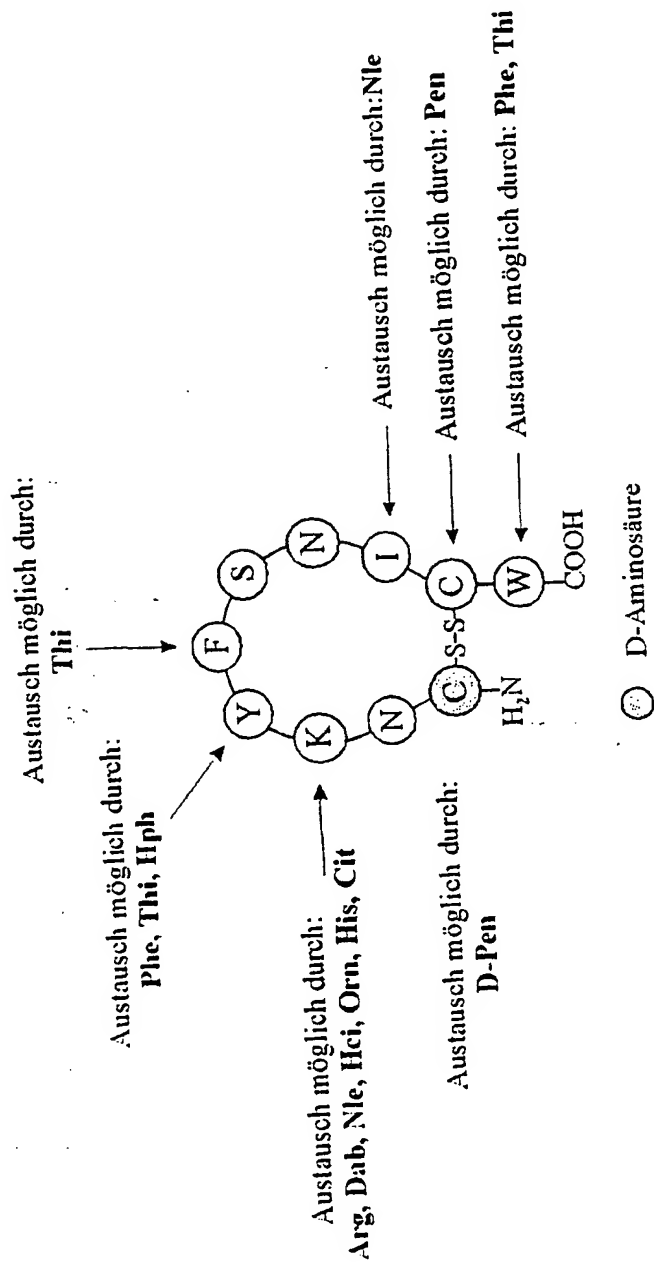 Austausch möglich durch:
Thi
Austausch möglich durch:
Phe, Thi, Hph
Austausch möglich durch:
Arg, Dab, Nle, Hci, Orn, His, Cit
Austausch möglich durch:
D-Pen
H₂N
C
N
K
Y
F
S
N
I
C
W
S-S
COOH
Austausch möglich durch:Nle
Austausch möglich durch: Pen
Austausch möglich durch: Phe, Thi
D-Aminosäure